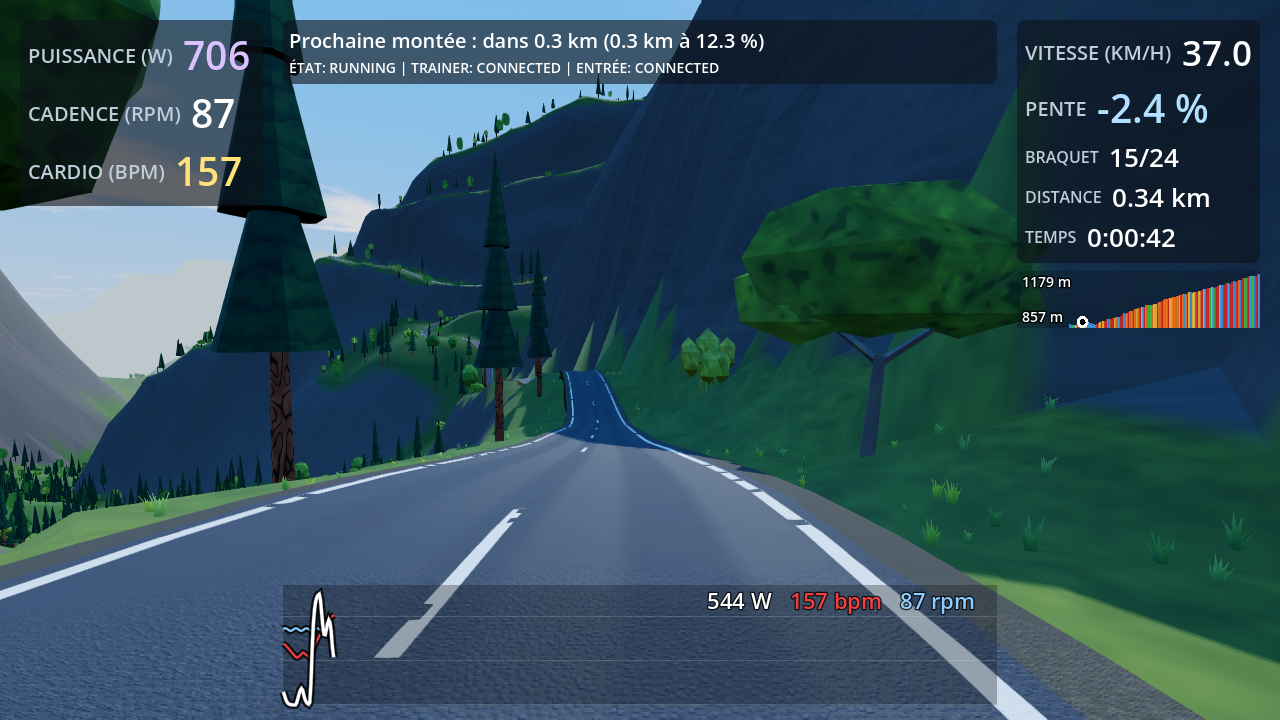 PUISSANCE (W) 706
CADENCE (RPM) 87
CARDIO (BPM) 157
Prochaine montée : dans 0.3 km (0.3 km à 12.3 %)
ÉTAT: RUNNING | TRAINER: CONNECTED | ENTRÉE: CONNECTED
VITESSE (KM/H) 37.0
PENTE -2.4 %
BRAQUET 15/24
DISTANCE 0.34 km
TEMPS 0:00:42
1179 m
857 m
544 W 157 bpm 87 rpm